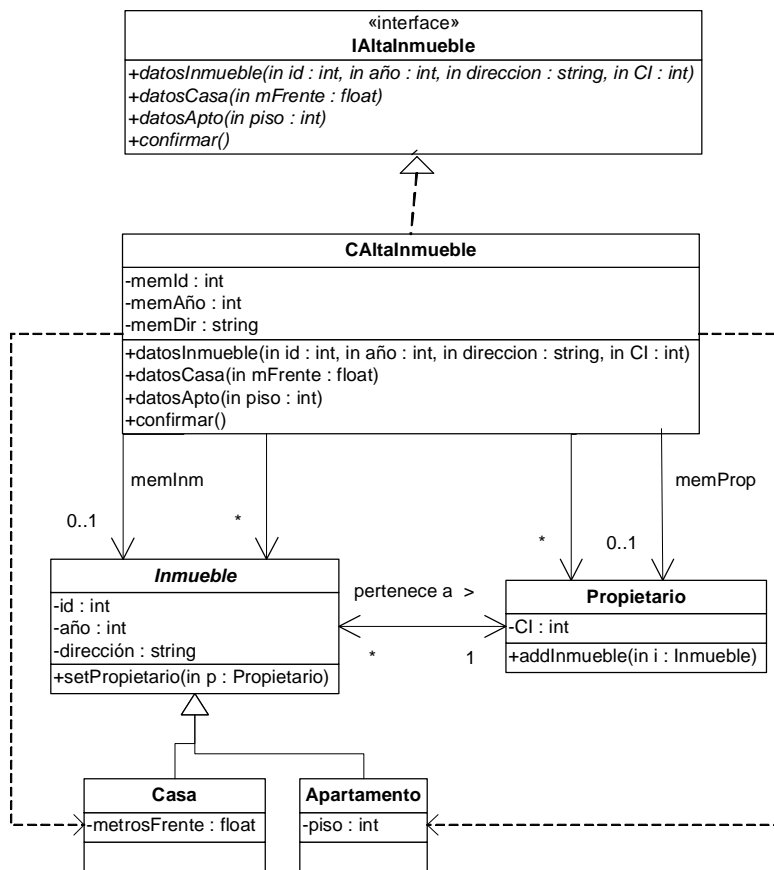 «interface»
IAltaInmueble
+datosInmueble(in id : int, in año : int, in direccion : string, in CI : int)
+datosCasa(in mFrente : float)
+datosApto(in piso : int)
+confirmar()
CAltaInmueble
-memId : int
-memAño : int
-memDir : string
+datosInmueble(in id : int, in año : int, in direccion : string, in CI : int)
+datosCasa(in mFrente : float)
+datosApto(in piso : int)
+confirmar()
memInm
memProp
0..1
*
*
0..1
Inmueble
-id : int
-año : int
-dirección : string
+setPropietario(in p : Propietario)
pertenece a >
*
1
Propietario
-CI : int
+addInmueble(in i : Inmueble)
Casa
-metrosFrente : float
Apartamento
-piso : int